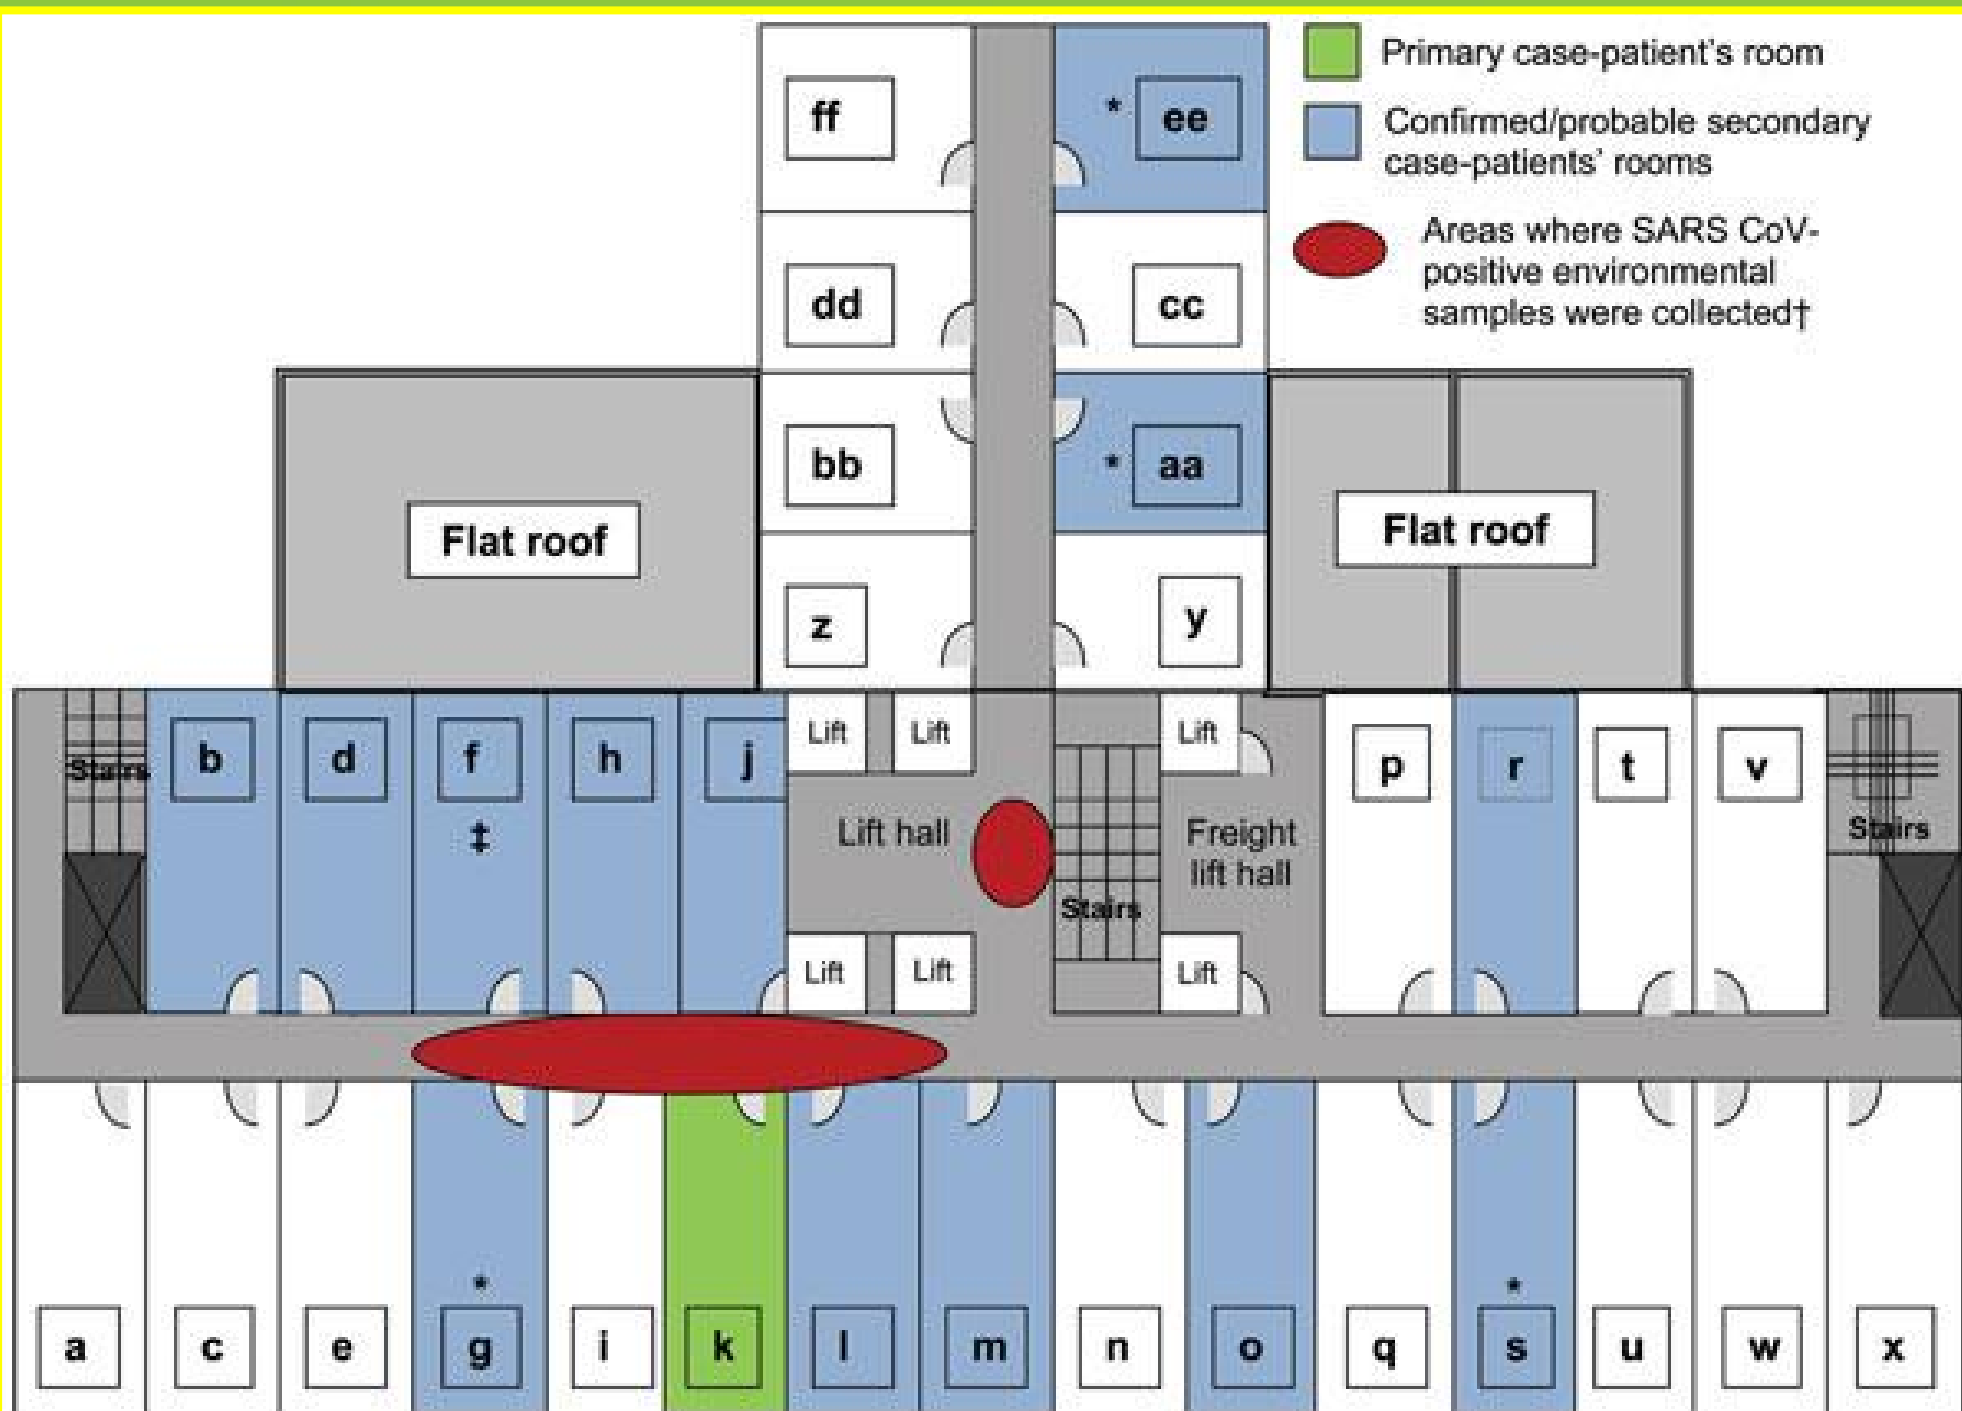 Primary case-patient's room
Confirmed/probable secondary
case-patients' rooms
Areas where SARS CoV-
positive environmental
samples were collected†
ff
* ee
dd
cc
bb
* aa
Flat roof
Flat roof
z
y
Stairs
b
d
f
‡
h
j
Lift
Lift
Lift
Lift hall
Freight
lift hall
Stairs
Lift
Lift
Lift
p
r
t
v
Stairs
a
c
e
*
g
i
k
l
m
n
o
q
*
s
u
w
x